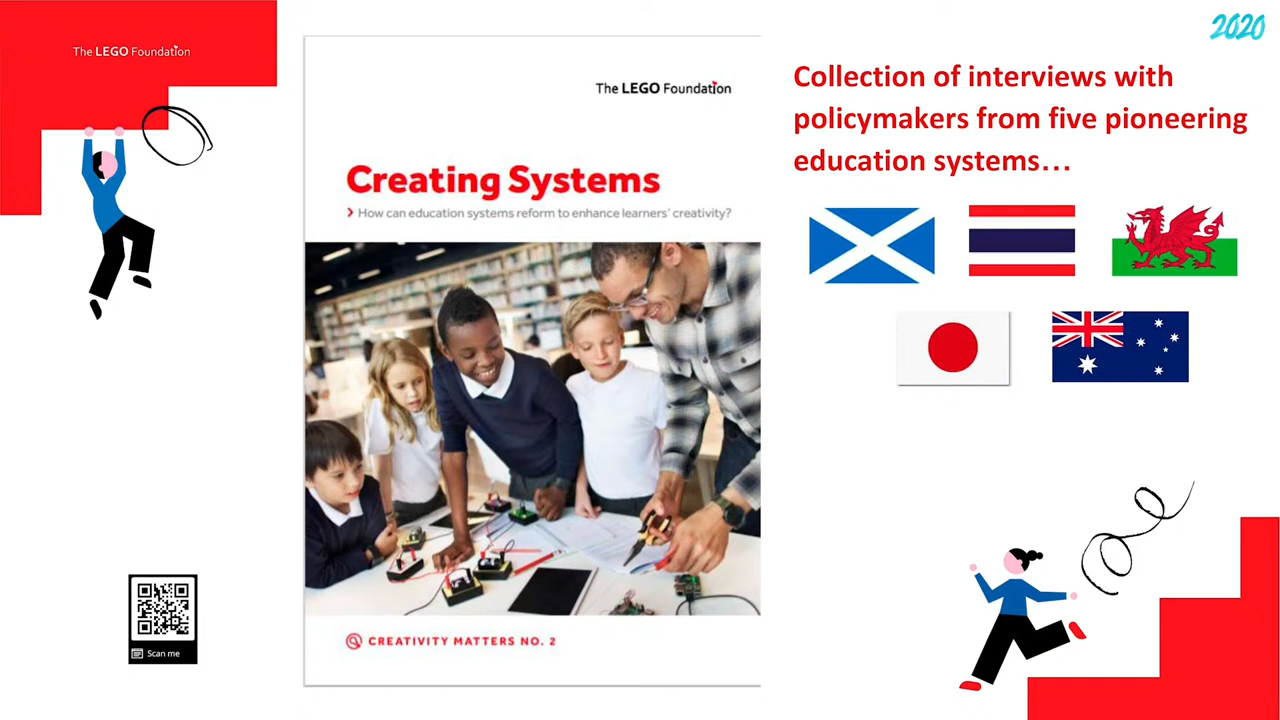 The LEGO Foundation
2020
The LEGO Foundation
Creating Systems
How can education systems reform to enhance learners' creativity?
CREATIVITY MATTERS NO. 2
Collection of interviews with
policymakers from five pioneering
education systems…
Scan me